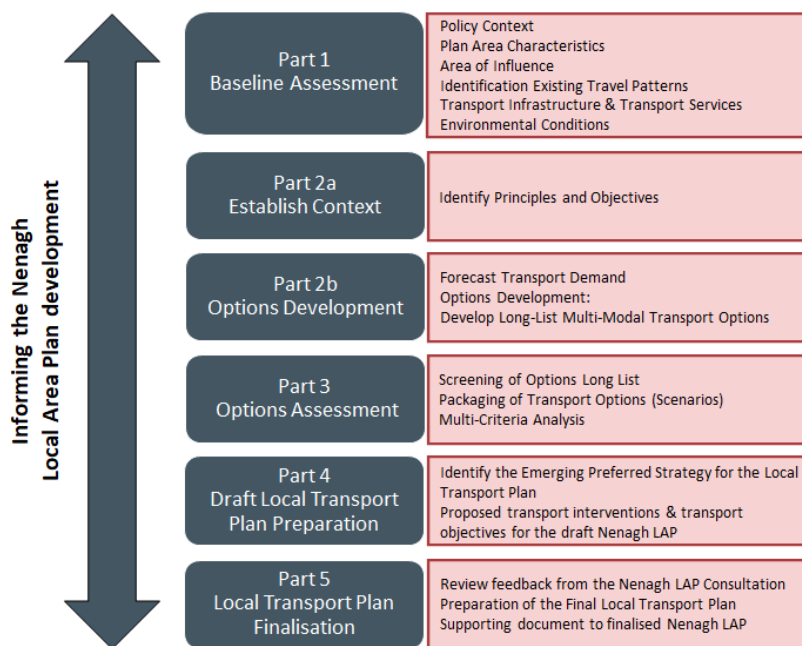 Informing the Nenagh
Local Area Plan development
Part 1
Baseline Assessment
Policy Context
Plan Area Characteristics
Area of Influence
Identification Existing Travel Patterns
Transport Infrastructure & Transport Services
Environmental Conditions
Part 2a
Establish Context
Identify Principles and Objectives
Part 2b
Options Development
Forecast Transport Demand
Options Development:
Develop Long-List Multi-Modal Transport Options
Part 3
Options Assessment
Screening of Options Long List
Packaging of Transport Options (Scenarios)
Multi-Criteria Analysis
Part 4
Draft Local Transport
Plan Preparation
Identify the Emerging Preferred Strategy for the Local
Transport Plan
Proposed transport interventions & transport
objectives for the draft Nenagh LAP
Part 5
Local Transport Plan
Finalisation
Review feedback from the Nenagh LAP Consultation
Preparation of the Final Local Transport Plan
Supporting document to finalised Nenagh LAP